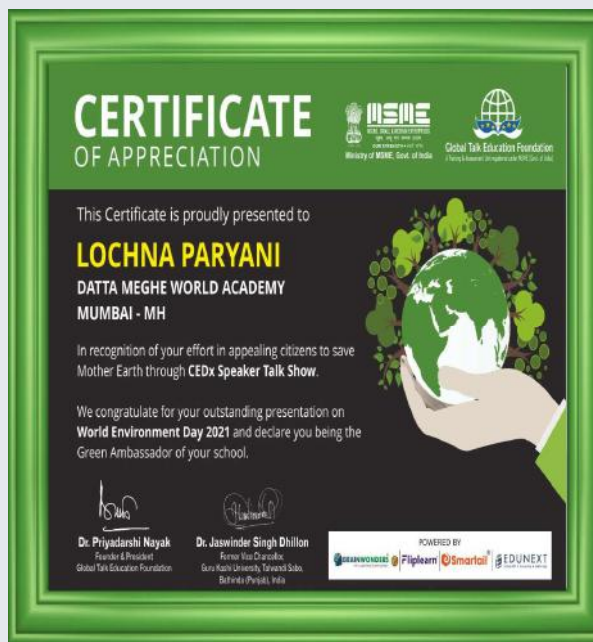 CERTIFICATE
OF APPRECIATION
MSME
Ministry of MSME, Govt. of India
Global Talk Education Foundation
This Certificate is proudly presented to
LOCHNA PARYANI
DATTA MEGHE WORLD ACADEMY
MUMBAI - MH
In recognition of your effort in appealing citizens to save
Mother Earth through CEDx Speaker Talk Show.
We congratulate for your outstanding presentation on
World Environment Day 2021 and declare you being the
Green Ambassador of your school.
Dr. Priyadarshi Nayak
Founder & President
Global Talk Education Foundation
Dr. Jaswinder Singh Dhillon
Former Vice Chancellor,
Guru Kashi University, Talwandi Sabo,
Bathinda (Punjab), India
POWERED BY
BRAINWONDERS
Fliplearn
Smartail
EDUNEXT